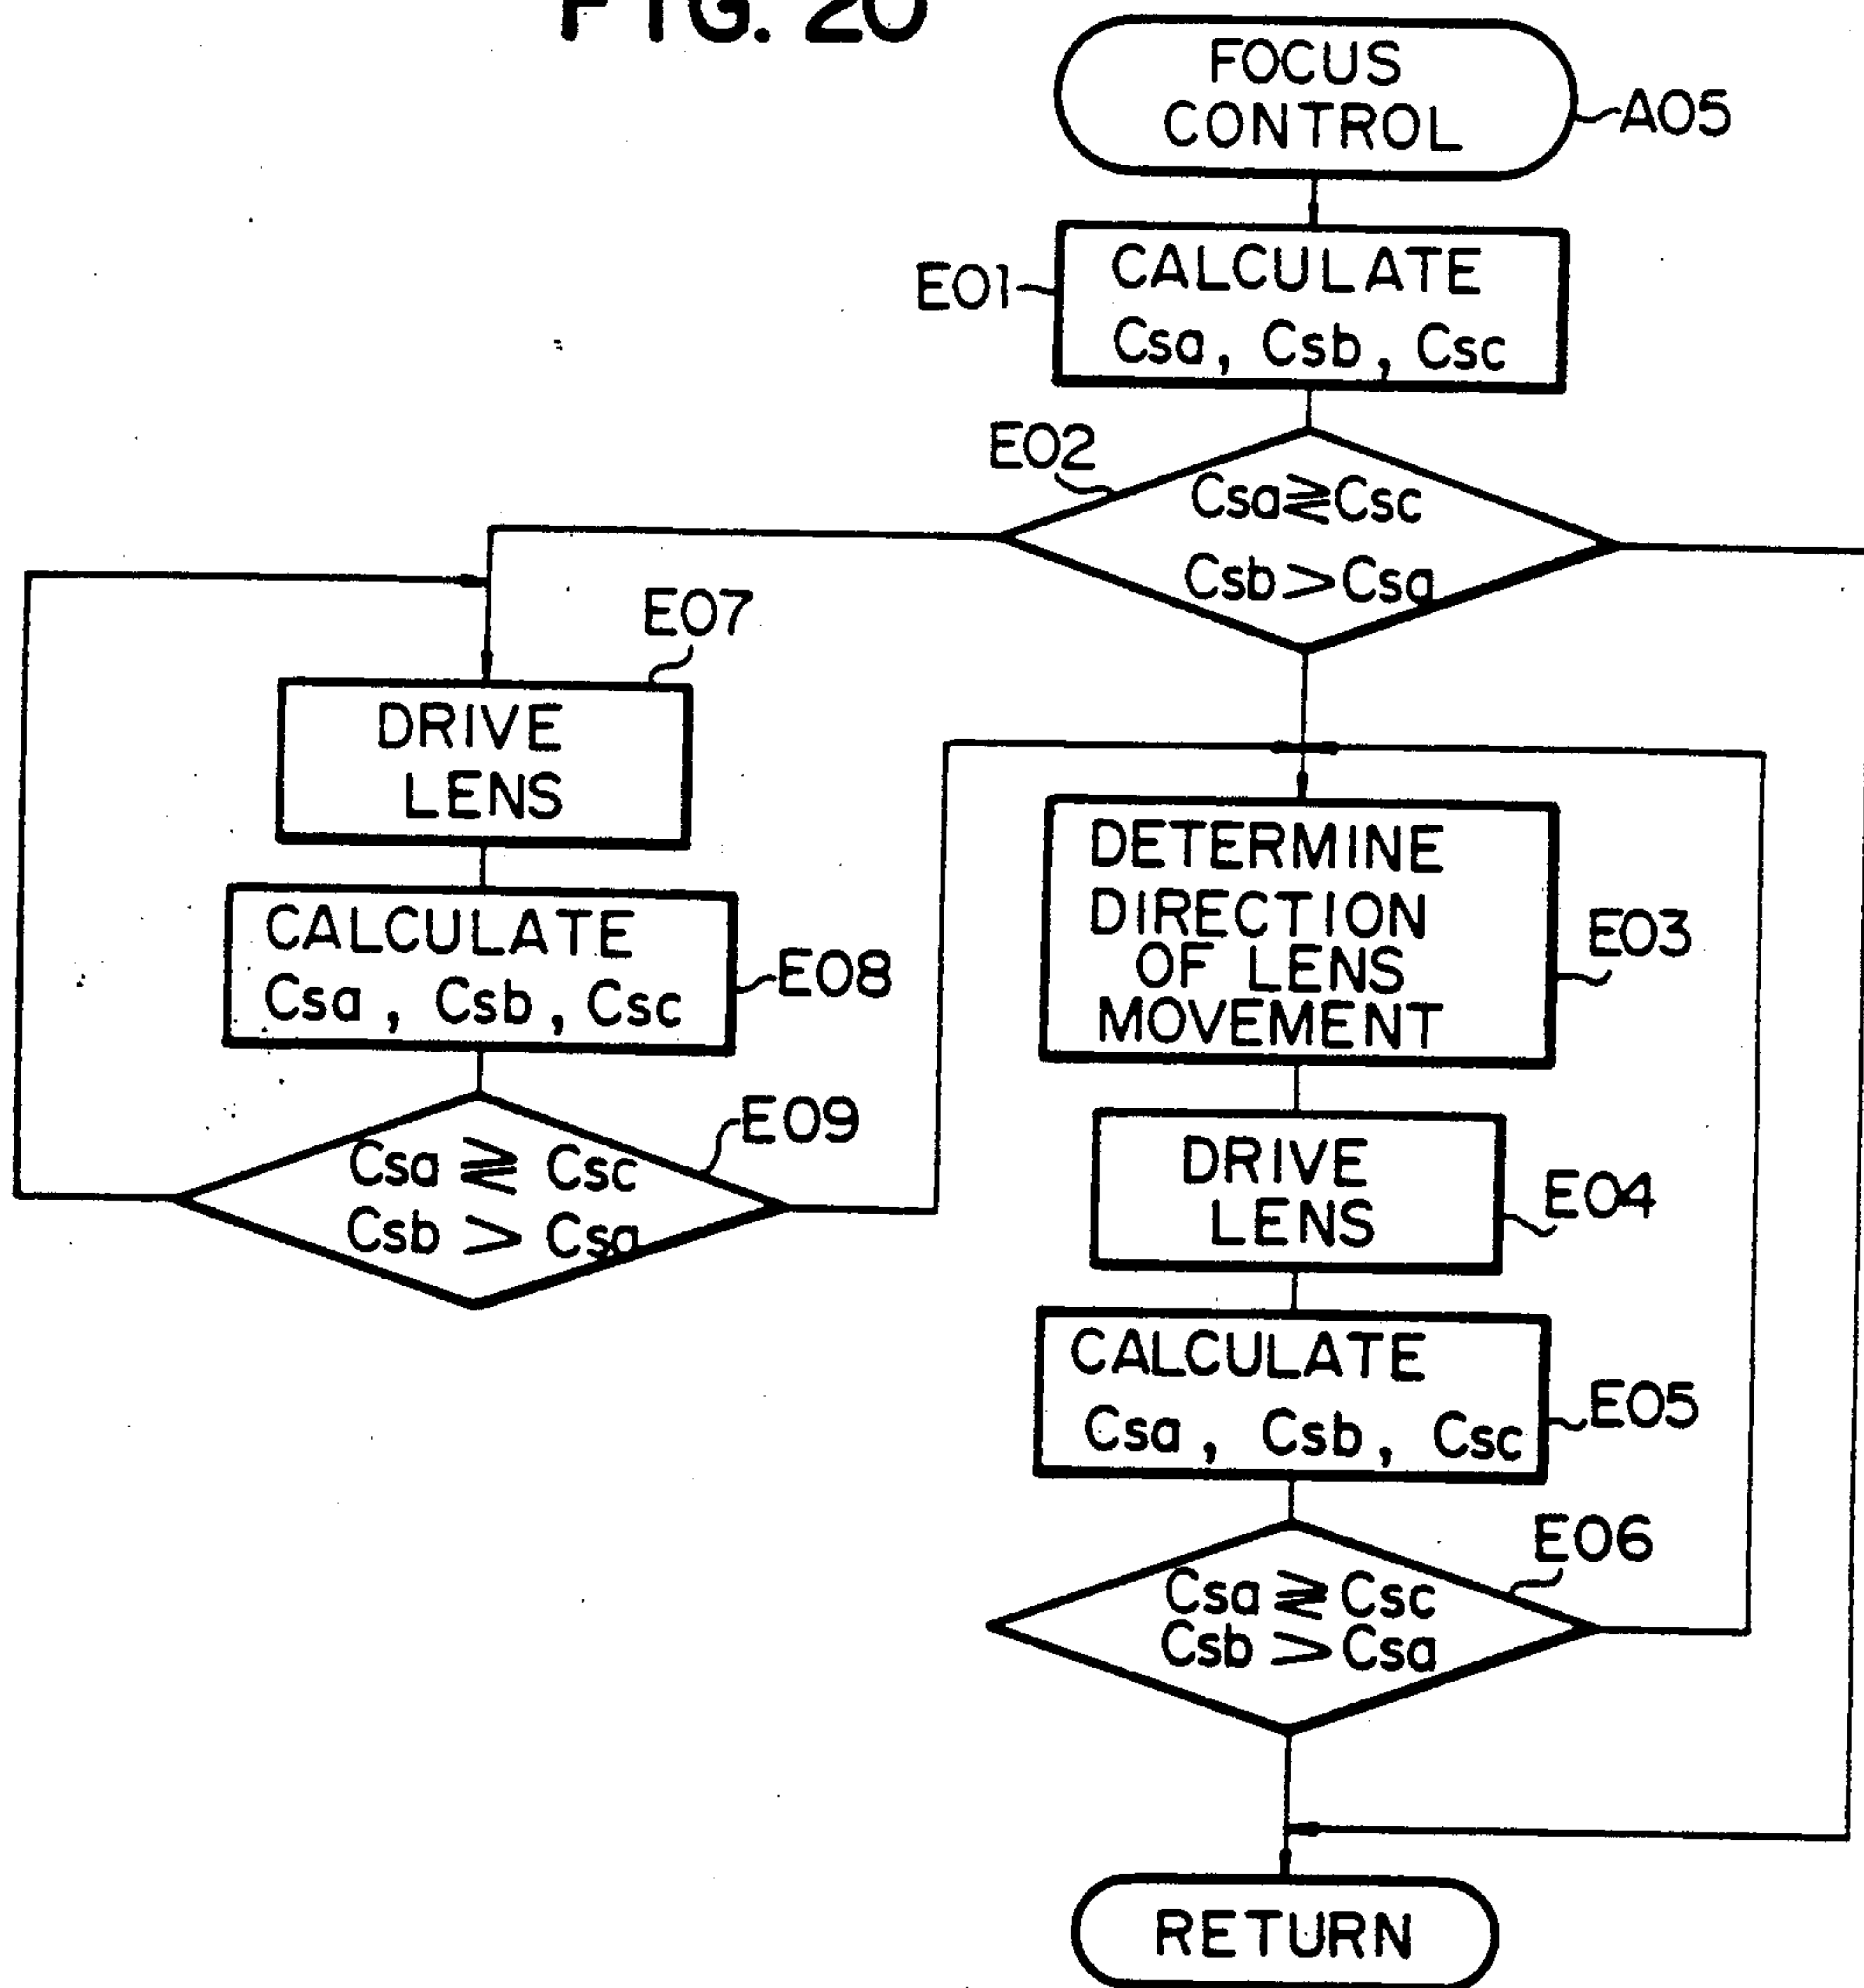 FIG. 20
FOCUS
CONTROL
A05
E01
CALCULATE
Csa, Csb, Csc
E02
Csa≧Csc
Csb>Csa
E07
DRIVE
LENS
CALCULATE
Csa, Csb, Csc
E08
E09
Csa ≧ Csc
Csb > Csa
DETERMINE
DIRECTION
OF LENS
MOVEMENT
E03
DRIVE
LENS
E04
CALCULATE
Csa, Csb, Csc
E05
E06
Csa ≧ Csc
Csb > Csa
RETURN